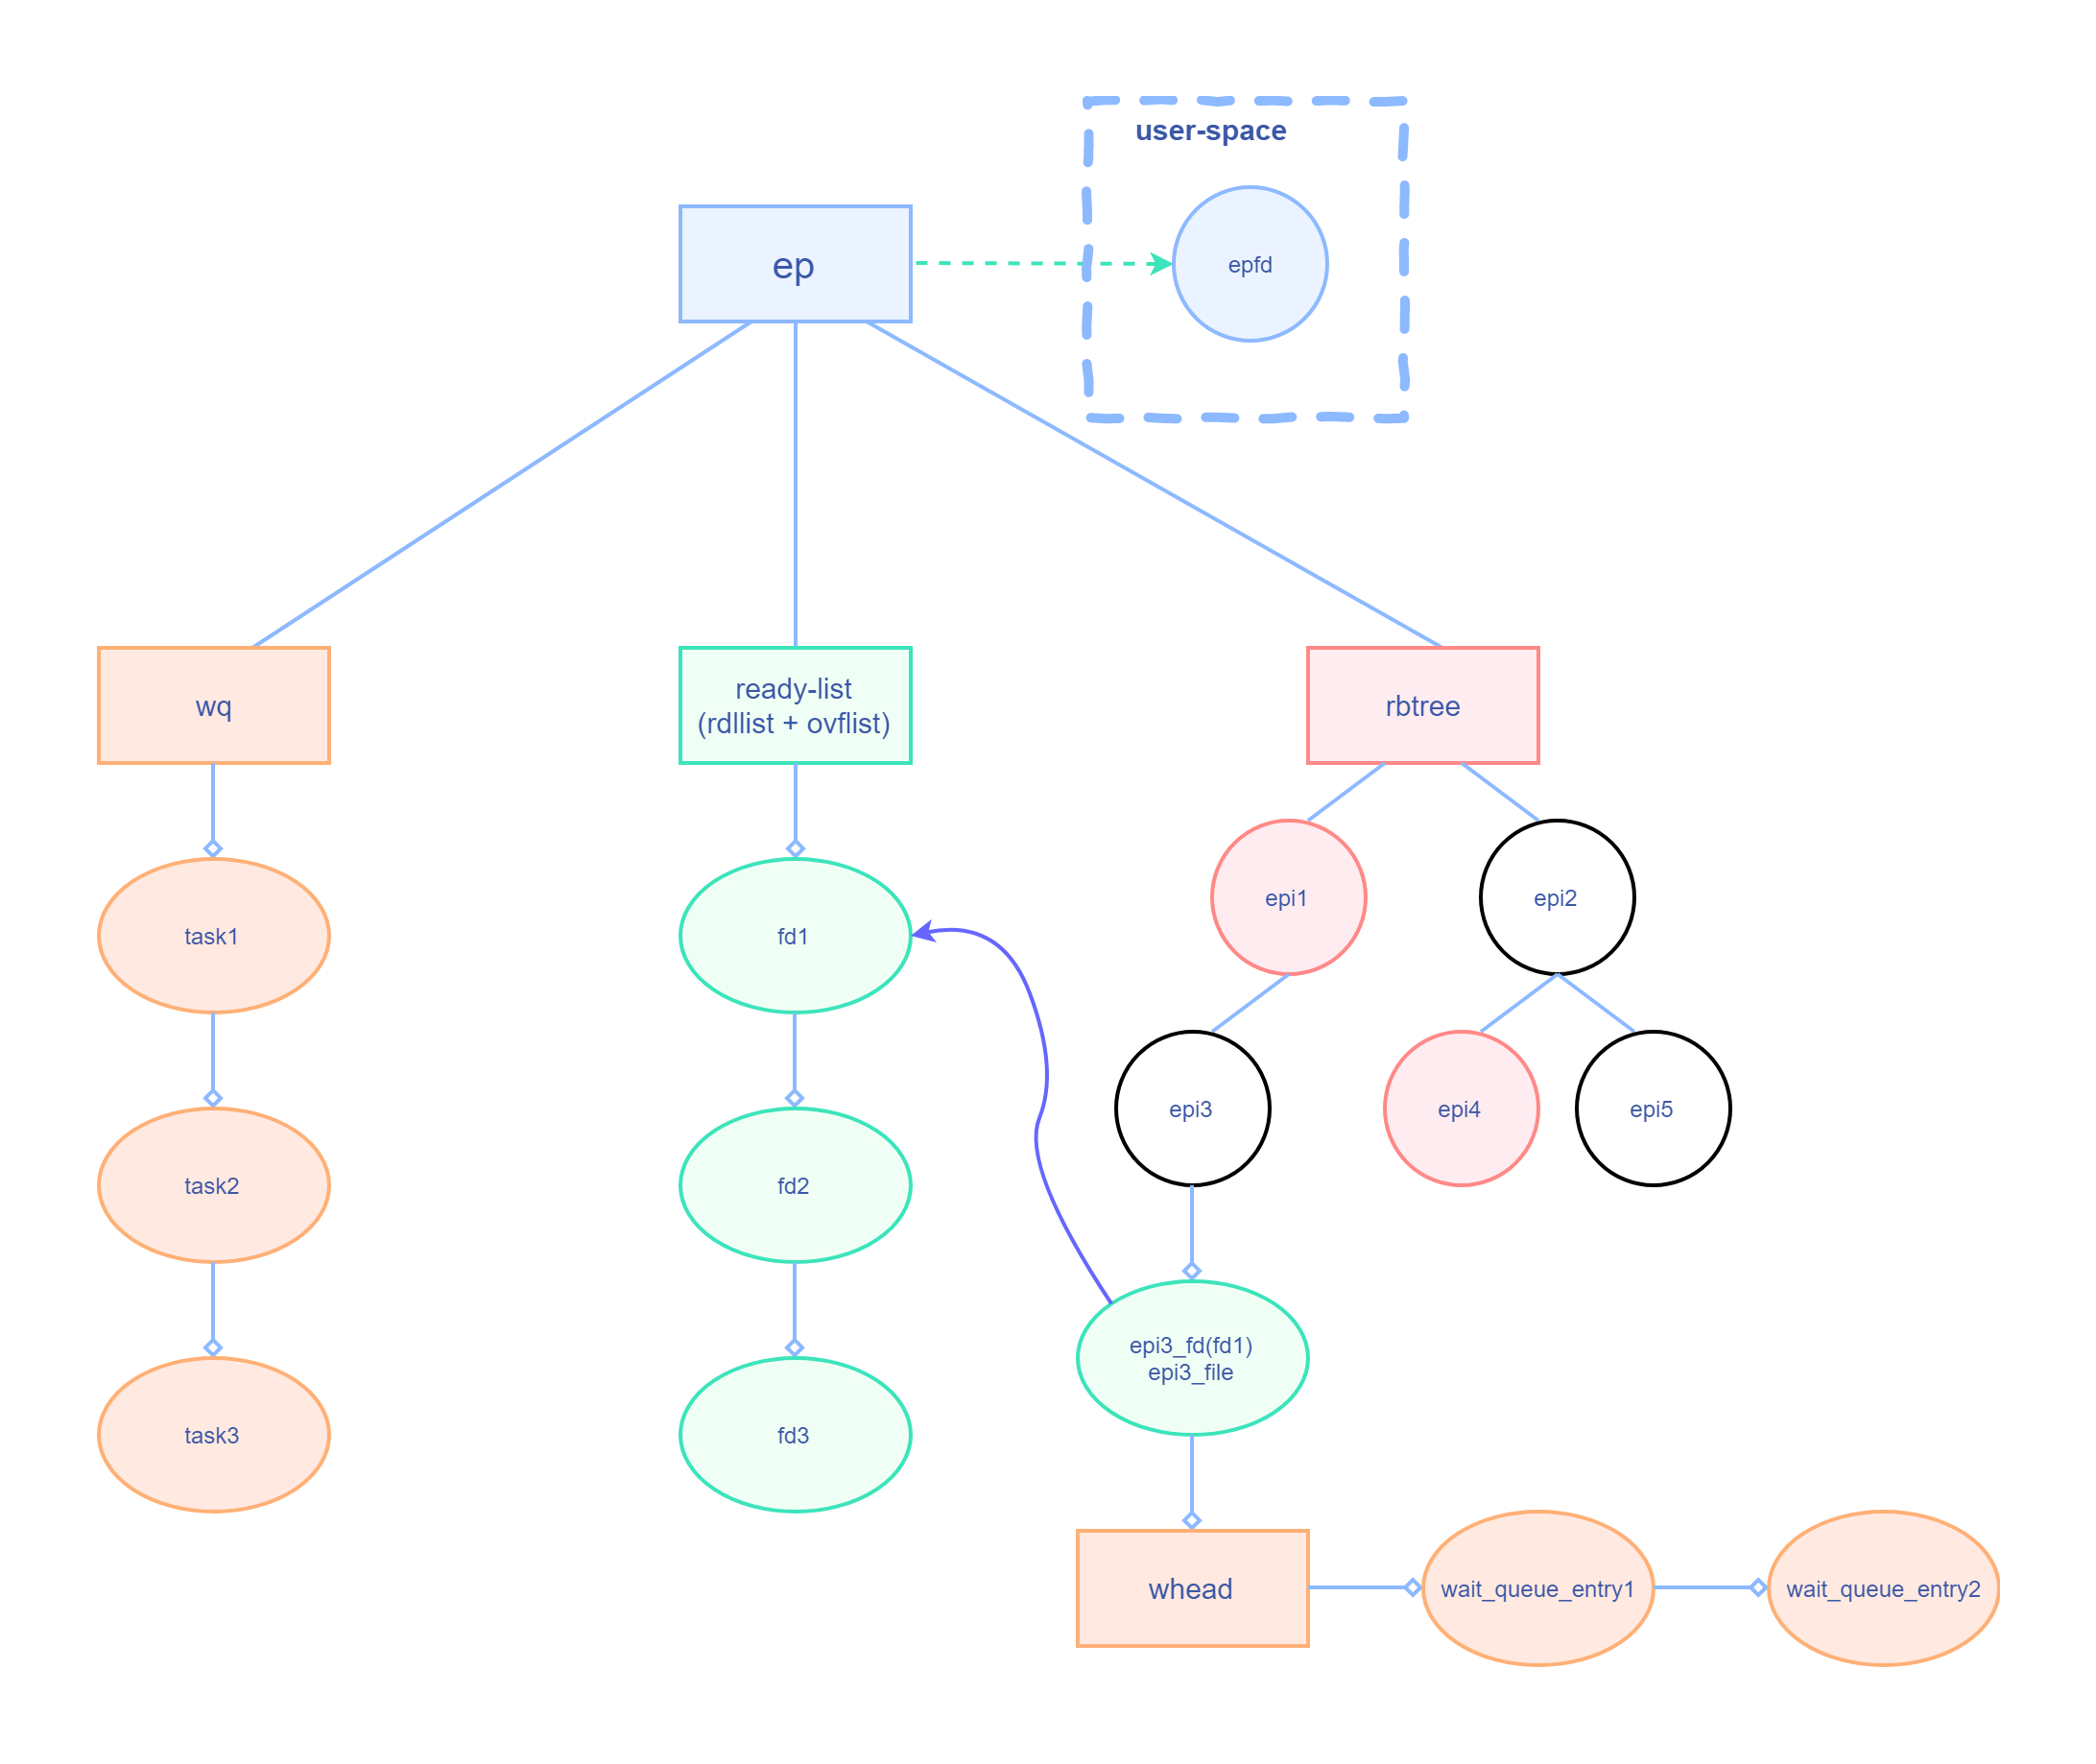 user-space
ep
epfd
wq
ready-list
(rdllist + ovflist)
rbtree
epi1
epi2
task1
fd1
epi3
epi4
epi5
task2
fd2
epi3_fd(fd1)
epi3_file
task3
fd3
whead
wait_queue_entry1
wait_queue_entry2